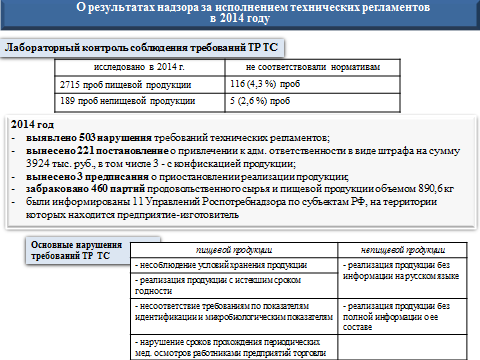 О результатах надзора за исполнением технических регламентов
в 2014 году
Лабораторный контроль соблюдения требований ТР ТС
исследовано в 2014 г. не соответствовали нормативам
2715 проб пищевой продукции 116 (4,3 %) проб
189 проб непищевой продукции 5 (2,6 %) проб
2014 год
- выявлено 503 нарушения требований технических регламентов;
- вынесено 221 постановление о привлечении к адм. ответственности в виде штрафа на сумму
3924 тыс. руб., в том числе 3 - с конфискацией продукции;
- вынесено 3 предписания о приостановлении реализации продукции;
- забраковано 460 партий продовольственного сырья и пищевой продукции объемом 890,6 кг
- были информированы 11 Управлений Роспотребнадзора по субъектам РФ, на территории
которых находится предприятие-изготовитель
Основные нарушения
требований ТР ТС
пищевой продукции непищевой продукции
- несоблюдение условий хранения продукции - реализация продукции без
информации на русском языке
- реализация продукции с истекшим сроком
годности
- несоответствие требованиям по показателям
идентификации и микробиологическим показателям
- реализация продукции без
полной информации о ее
составе
- нарушение сроков прохождения периодических
мед. осмотров работниками предприятий торговли